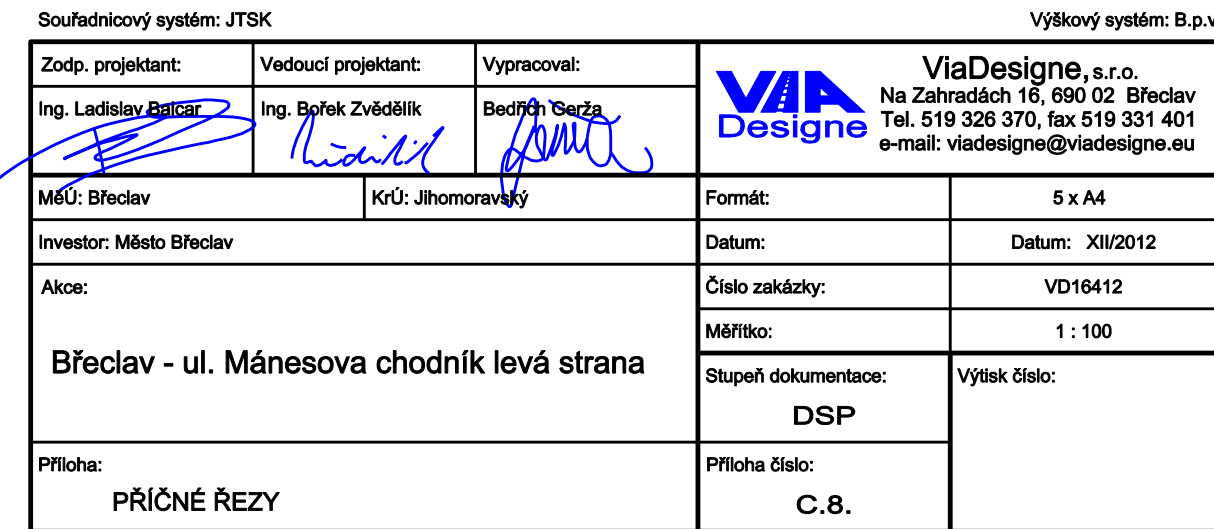 Souřadnicový systém: JTSK
Výškový systém: B.p.v
Zodp. projektant:
Vedoucí projektant:
Vypracoval:
Ing. Ladislav Balcar
Ing. Bořek Zvědělík
Bedřich Gerža
VIA
Designe
ViaDesigne, s.r.o.
Na Zahradách 16, 690 02 Břeclav
Tel. 519 326 370, fax 519 331 401
e-mail: viadesigne@viadesigne.eu
MěÚ: Břeclav
KrÚ: Jihomoravský
Formát:
5 x A4
Investor: Město Břeclav
Datum:
Datum: XII/2012
Akce:
Břeclav - ul. Mánesova chodník levá strana
Číslo zakázky:
VD16412
Měřítko:
1 : 100
Stupeň dokumentace:
DSP
Výtisk číslo:
Příloha:
PŘÍČNÉ ŘEZY
Příloha číslo:
C.8.